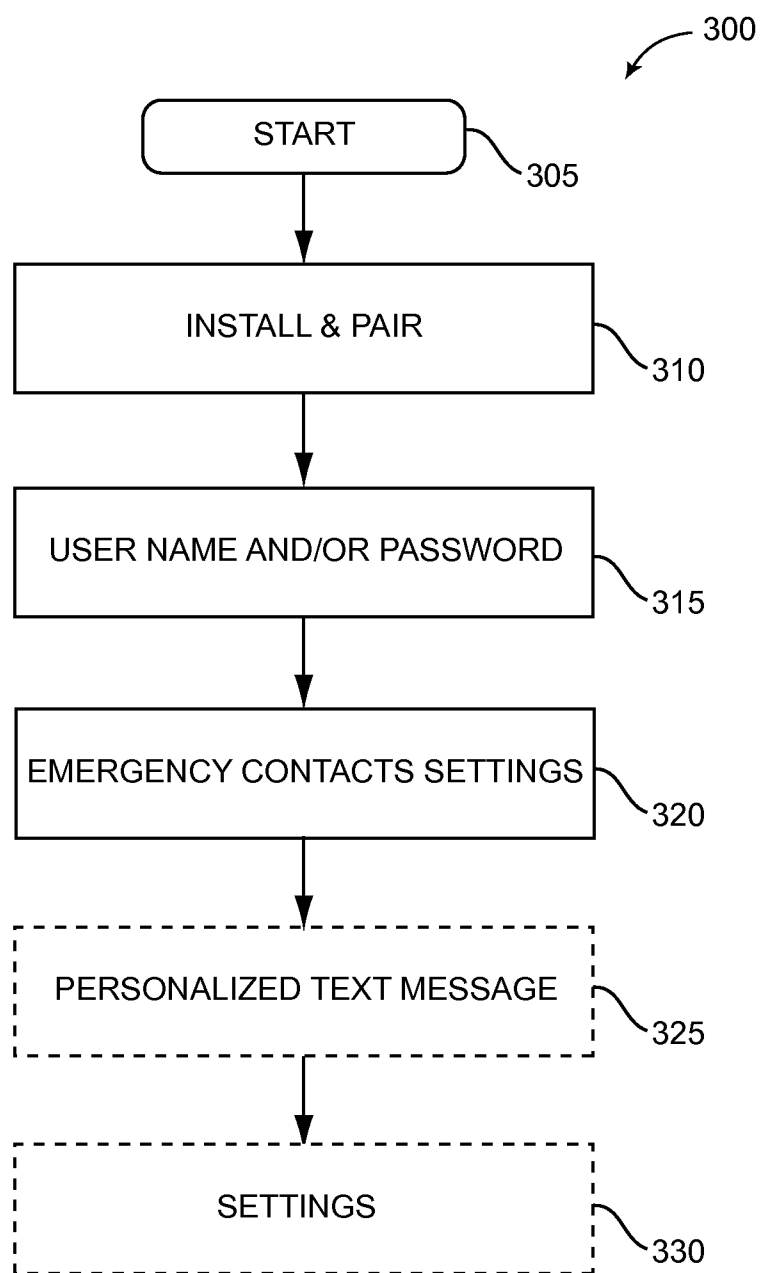 300
START
305
INSTALL & PAIR
310
USER NAME AND/OR PASSWORD
315
EMERGENCY CONTACTS SETTINGS
320
PERSONALIZED TEXT MESSAGE
325
SETTINGS
330